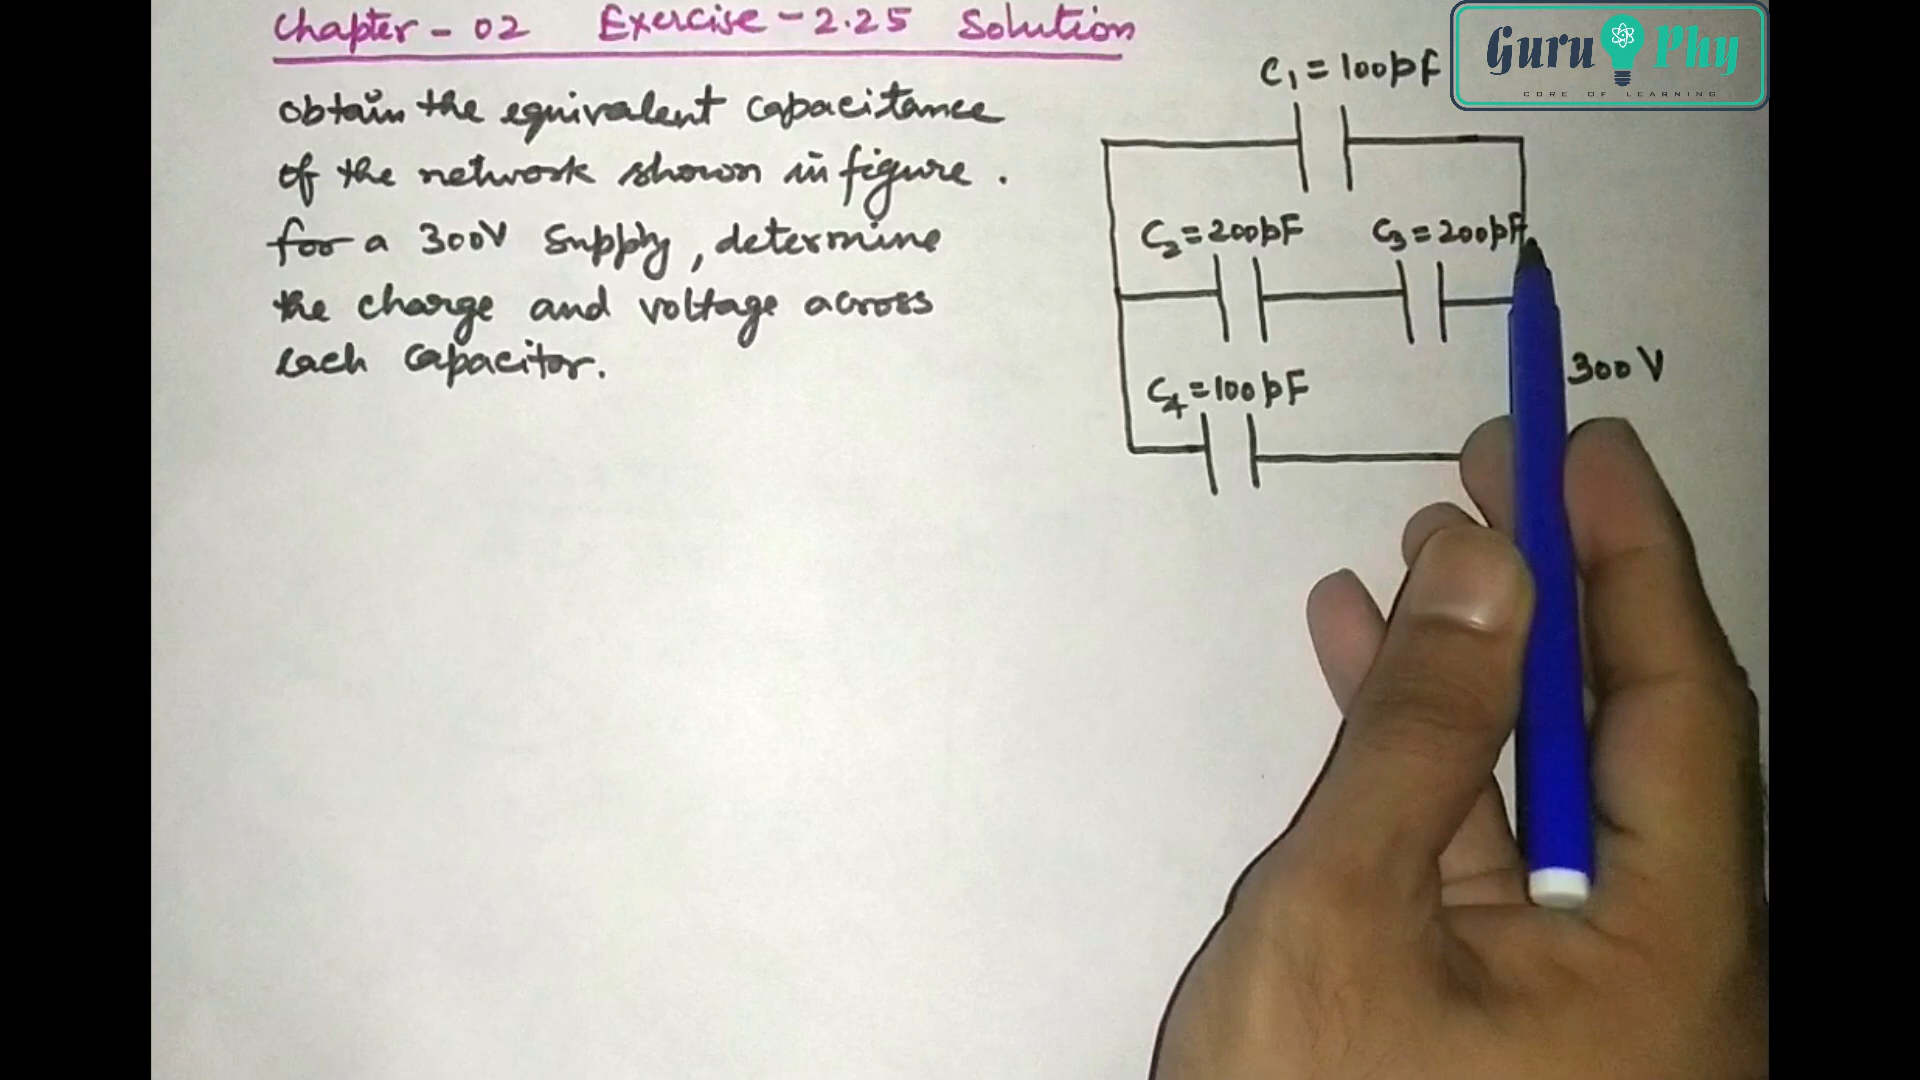 Chapter - 02 Exercise - 2.25 Solution
Obtain the equivalent capacitance
of the network shown in figure.
for a 300V supply, determine
the charge and voltage across
each capacitor.
C₁ = 100pF
C₂ = 200pF C₃ = 200pF
C₄ = 100pF
300 V
Guru Phy
CORE OF LEARNING